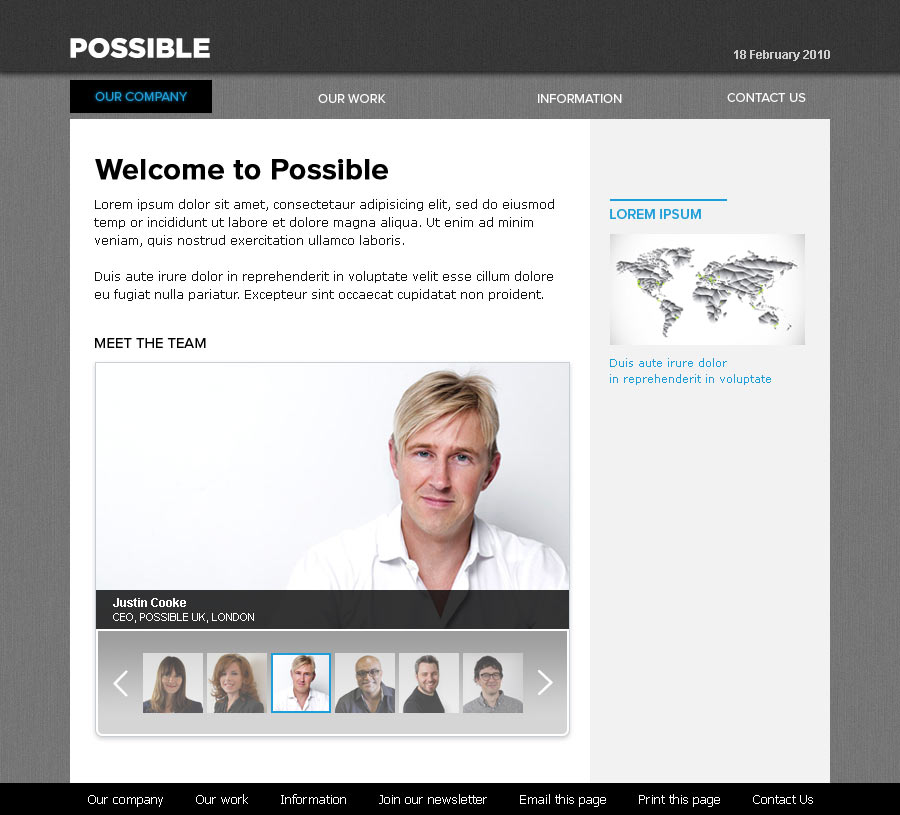 POSSIBLE
18 February 2010
OUR COMPANY
OUR WORK
INFORMATION
CONTACT US
Welcome to Possible
Lorem ipsum dolor sit amet, consectetaur adipisicing elit, sed do eiusmod
temp or incididunt ut labore et dolore magna aliqua. Ut enim ad minim
veniam, quis nostrud exercitation ullamco laboris.
Duis aute irure dolor in reprehenderit in voluptate velit esse cillum dolore
eu fugiat nulla pariatur. Excepteur sint occaecat cupidatat non proident.
MEET THE TEAM
Justin Cooke
CEO, POSSIBLE UK, LONDON
LOREM IPSUM
Duis aute irure dolor
in reprehenderit in voluptate
Our company
Our work
Information
Join our newsletter
Email this page
Print this page
Contact Us